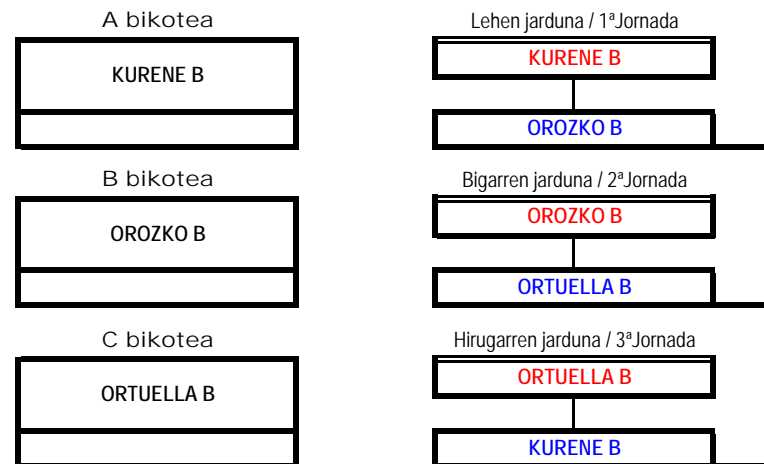 A bikotea
KURENE B
B bikotea
OROZKO B
C bikotea
ORTUELLA B
Lehen jarduna / 1ªJornada
KURENE B
OROZKO B
Bigarren jarduna / 2ªJornada
OROZKO B
ORTUELLA B
Hirugarren jarduna / 3ªJornada
ORTUELLA B
KURENE B